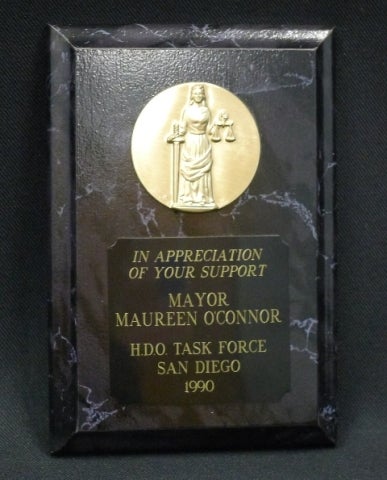 IN APPRECIATION
OF YOUR SUPPORT
MAYOR
MAUREEN O'CONNOR
H.D.O. TASK FORCE
SAN DIEGO
1990